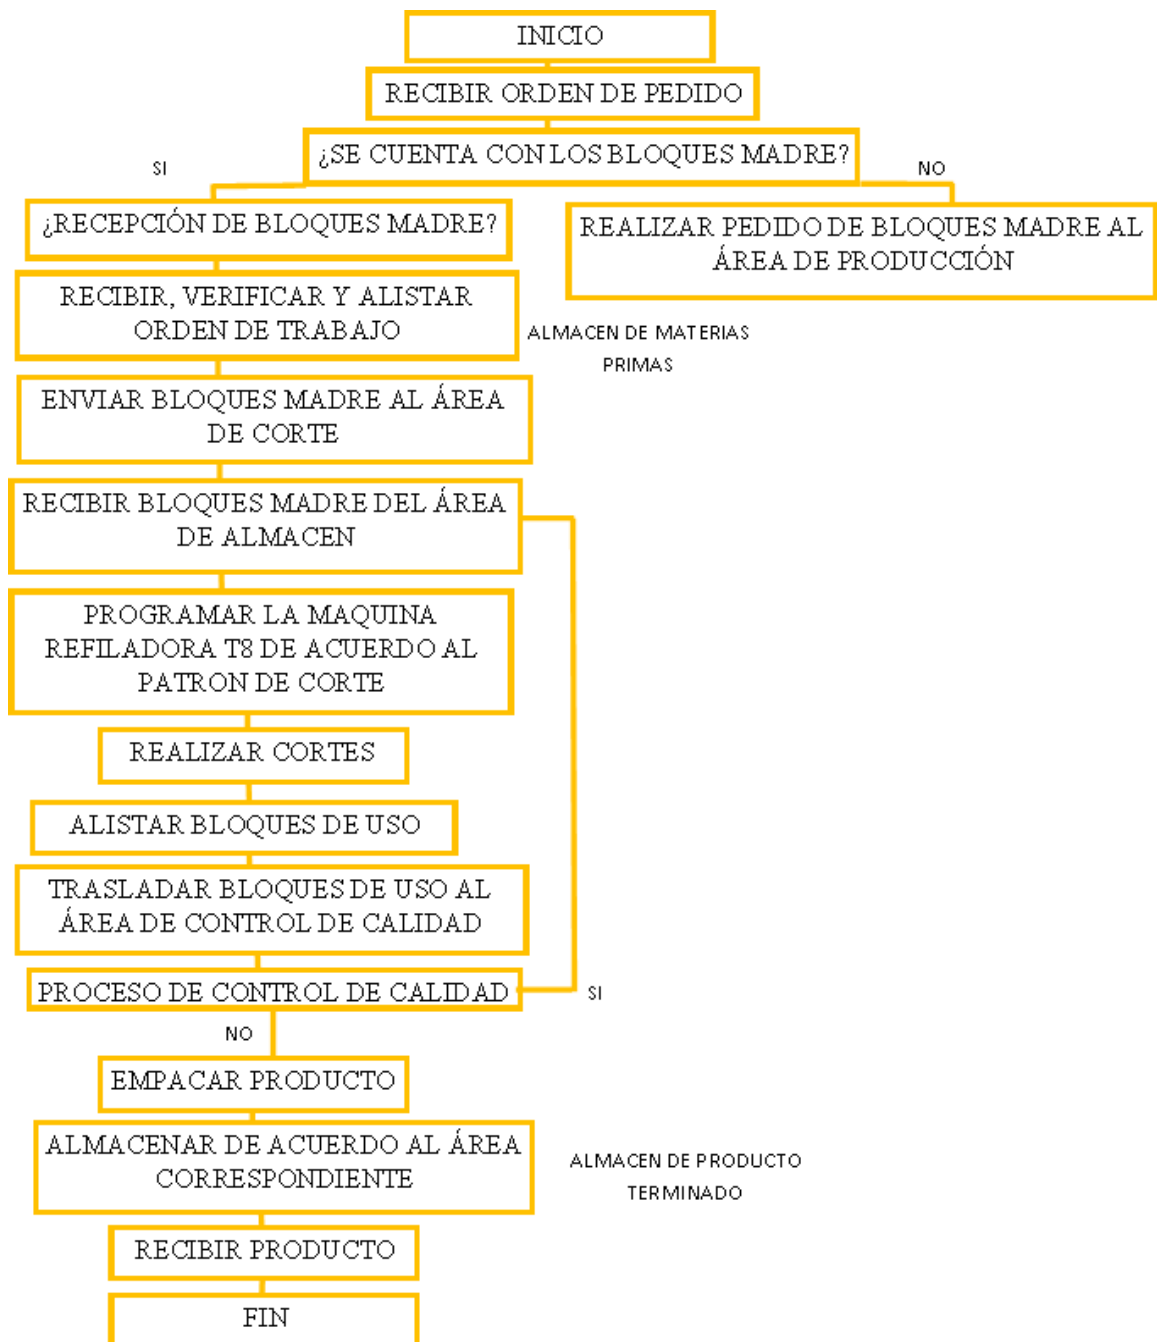 INICIO
RECIBIR ORDEN DE PEDIDO
¿SE CUENTA CON LOS BLOQUES MADRE?
SI
NO
¿RECEPCIÓN DE BLOQUES MADRE?
REALIZAR PEDIDO DE BLOQUES MADRE AL
ÁREA DE PRODUCCIÓN
RECIBIR, VERIFICAR Y ALISTAR
ORDEN DE TRABAJO
ALMACEN DE MATERIAS
PRIMAS
ENVIAR BLOQUES MADRE AL ÁREA
DE CORTE
RECIBIR BLOQUES MADRE DEL ÁREA
DE ALMACEN
PROGRAMAR LA MAQUINA
REFILADORA T8 DE ACUERDO AL
PATRON DE CORTE
REALIZAR CORTES
ALISTAR BLOQUES DE USO
TRASLADAR BLOQUES DE USO AL
ÁREA DE CONTROL DE CALIDAD
PROCESO DE CONTROL DE CALIDAD
SI
NO
EMPACAR PRODUCTO
ALMACENAR DE ACUERDO AL ÁREA
CORRESPONDIENTE
ALMACEN DE PRODUCTO
TERMINADO
RECIBIR PRODUCTO
FIN